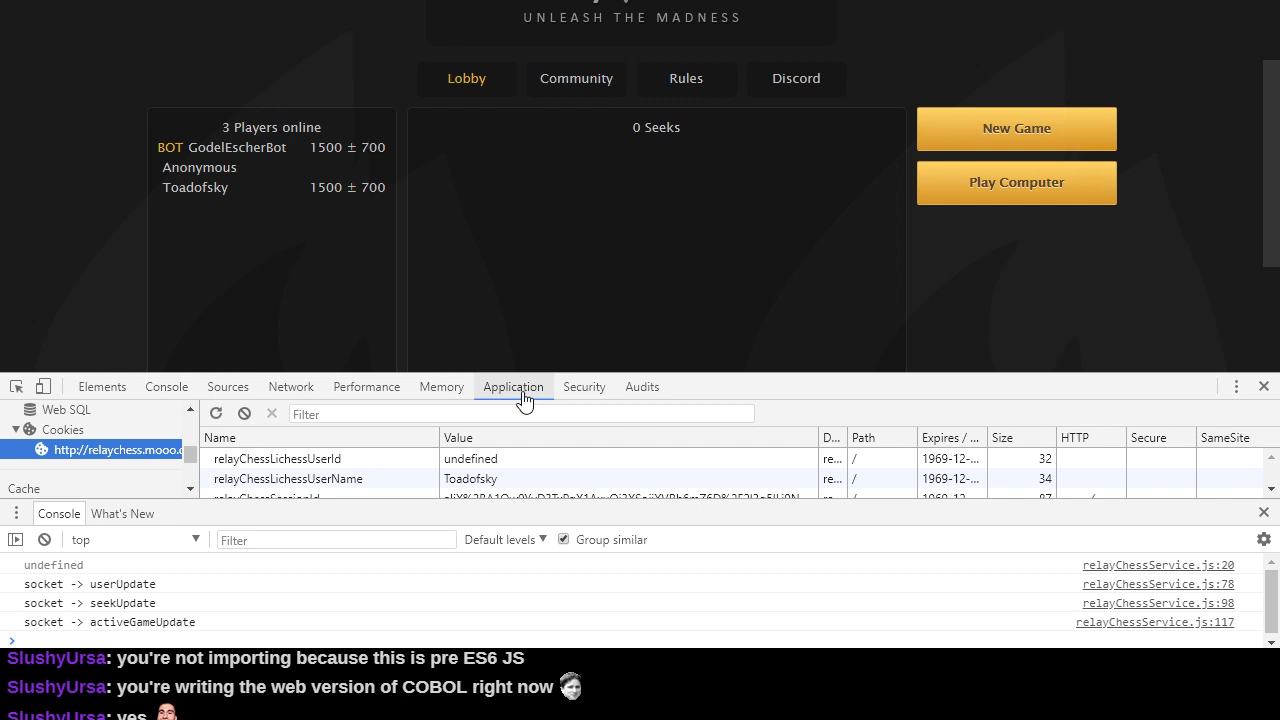 UNLEASH THE MADNESS
Lobby Community Rules Discord
3 Players online
BOT GodelEscherBot 1500 ± 700
Anonymous
Toadofsky 1500 ± 700
0 Seeks
New Game
Play Computer
Elements Console Sources Network Performance Memory Application Security Audits
Web SQL
Cookies
http://relaychess.mooo.c
Cache
Filter
Name Value D... Path Expires / ... Size HTTP Secure SameSite
relayChessLichessUserId undefined re... / 1969-12-... 32
relayChessLichessUserName Toadofsky re... / 1969-12-... 34
Console What's New
top Filter Default levels Group similar
undefined relayChessService.js:20
socket -> userUpdate relayChessService.js:78
socket -> seekUpdate relayChessService.js:98
socket -> activeGameUpdate relayChessService.js:117
SlushyUrsa: you're not importing because this is pre ES6 JS
SlushyUrsa: you're writing the web version of COBOL right now
SlushyUrsa: yes